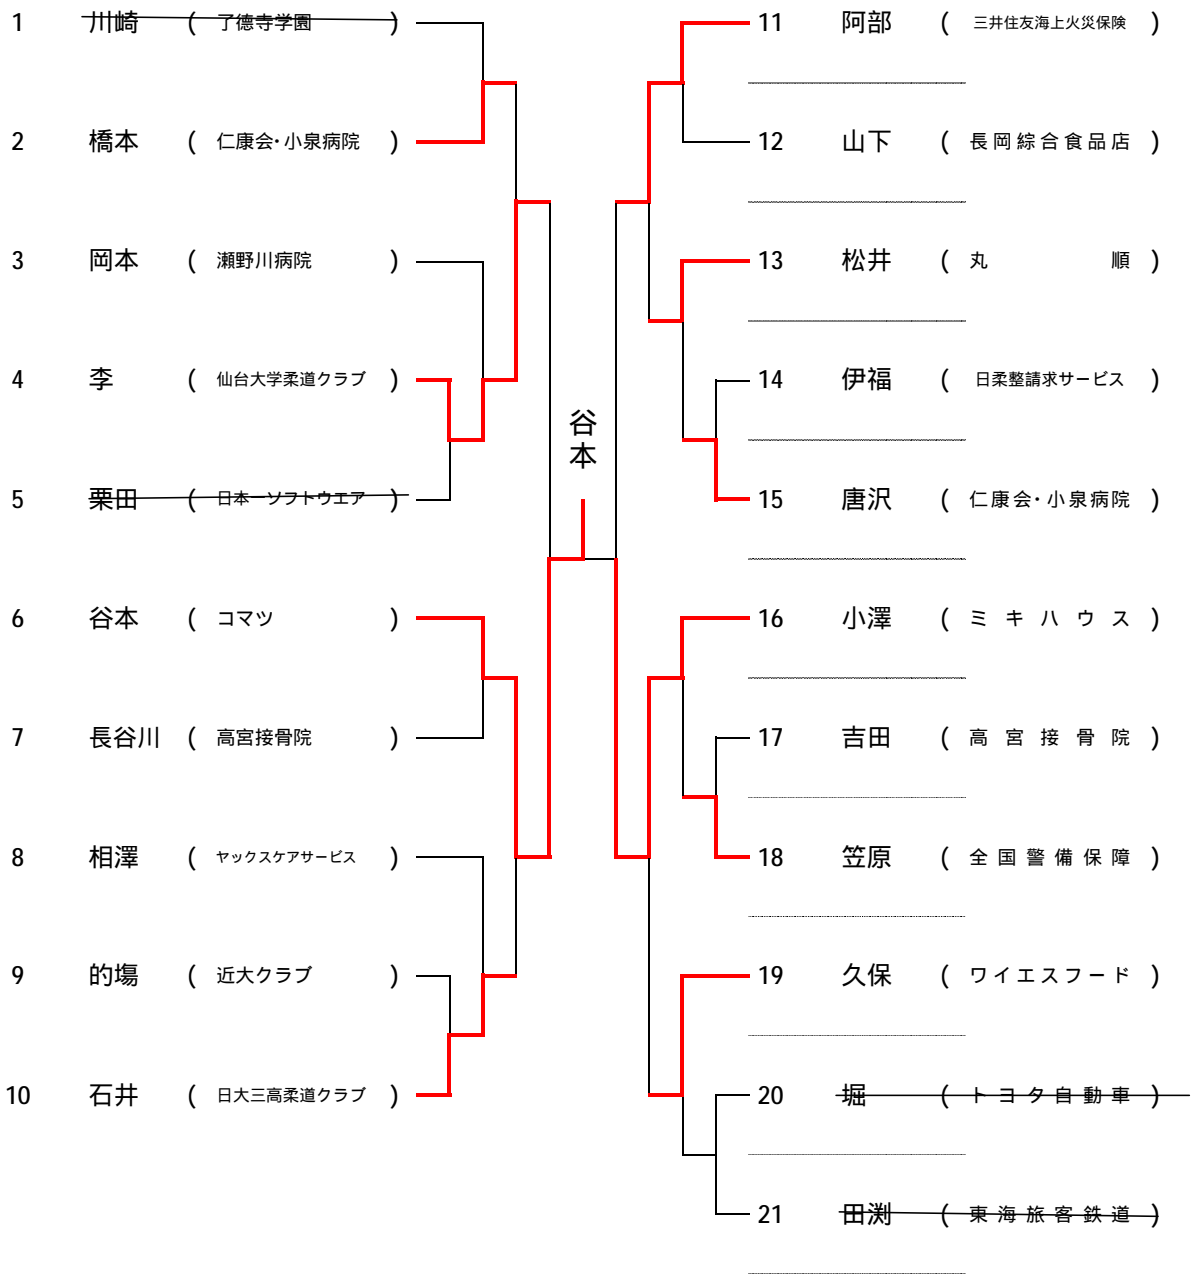 1 川崎 ( 了徳寺学園 )
2 橋本 ( 仁康会・小泉病院 )
3 岡本 ( 瀬野川病院 )
4 李 ( 仙台大学柔道クラブ )
5 栗田 ( 日本一ソフトウエア )
6 谷本 ( コマツ )
7 長谷川 ( 高宮接骨院 )
8 相澤 ( ヤックスケアサービス )
9 的場 ( 近大クラブ )
10 石井 ( 日大三高柔道クラブ )
谷本
11 阿部 ( 三井住友海上火災保険 )
12 山下 ( 長岡綜合食品店 )
13 松井 ( 丸順 )
14 伊福 ( 日柔整請求サービス )
15 唐沢 ( 仁康会・小泉病院 )
16 小澤 ( ミキハウス )
17 吉田 ( 高宮接骨院 )
18 笠原 ( 全国警備保障 )
19 久保 ( ワイエスフード )
20 堀 ( トヨタ自動車 )
21 田渕 ( 東海旅客鉄道 )